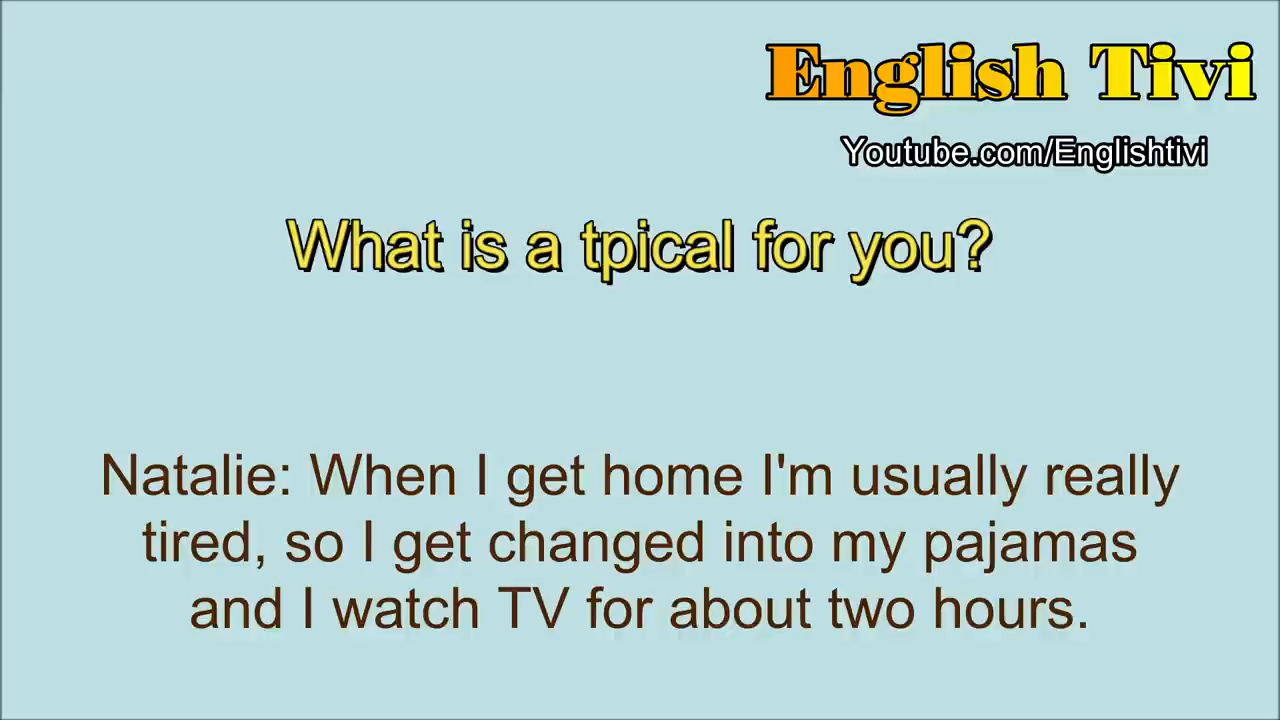 English Tivi
Youtube.com/Englishtivi
What is a tpical for you?
Natalie: When I get home I'm usually really
tired, so I get changed into my pajamas
and I watch TV for about two hours.